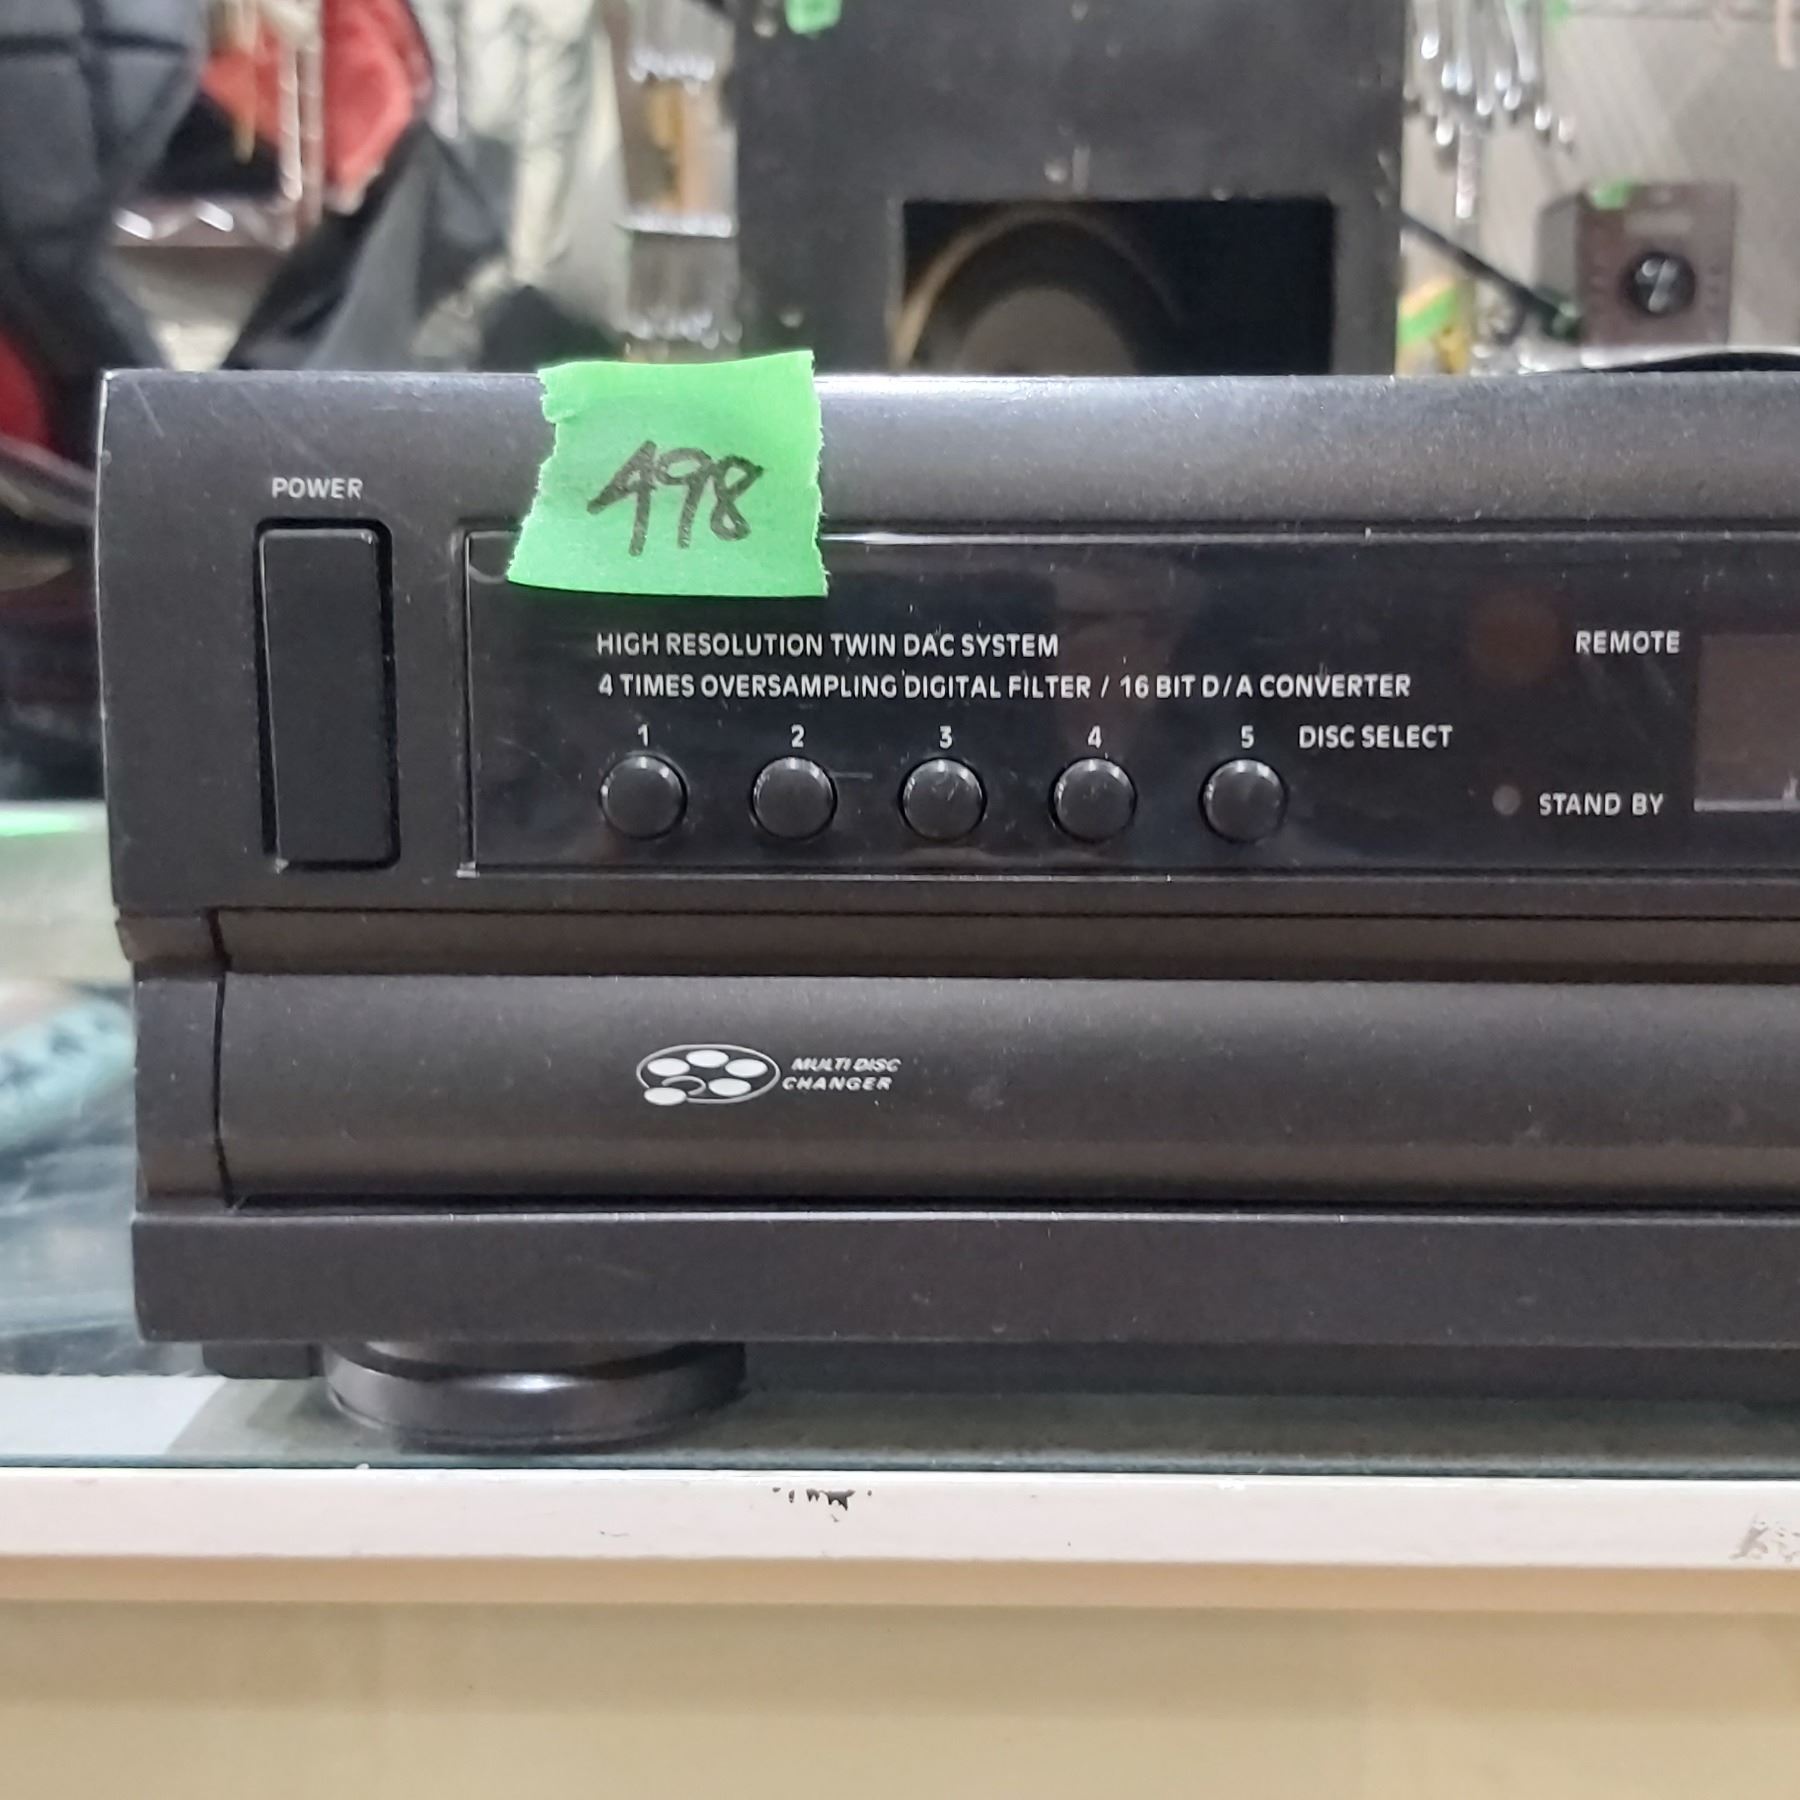 498
POWER
HIGH RESOLUTION TWIN DAC SYSTEM
REMOTE
4 TIMES OVERSAMPLING DIGITAL FILTER / 16 BIT D/A CONVERTER
1 2 3 4 5 DISC SELECT
STAND BY
MULTI DISC
CHANGER